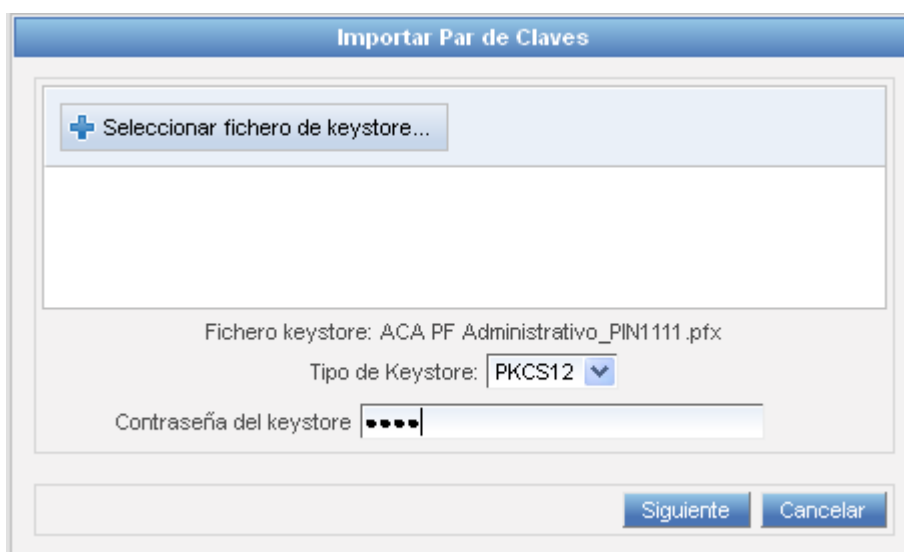 Importar Par de Claves
Seleccionar fichero de keystore...
Fichero keystore: ACA PF Administrativo_PIN1111.pfx
Tipo de Keystore: PKCS12
Contraseña del keystore ••••
Siguiente Cancelar